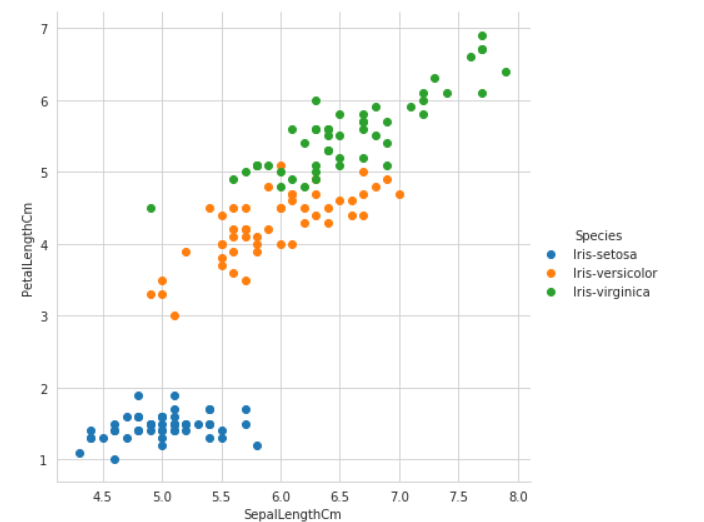 7
6
5
4
3
2
1
PetalLengthCm
4.5 5.0 5.5 6.0 6.5 7.0 7.5 8.0
SepalLengthCm
Species
Iris-setosa
Iris-versicolor
Iris-virginica